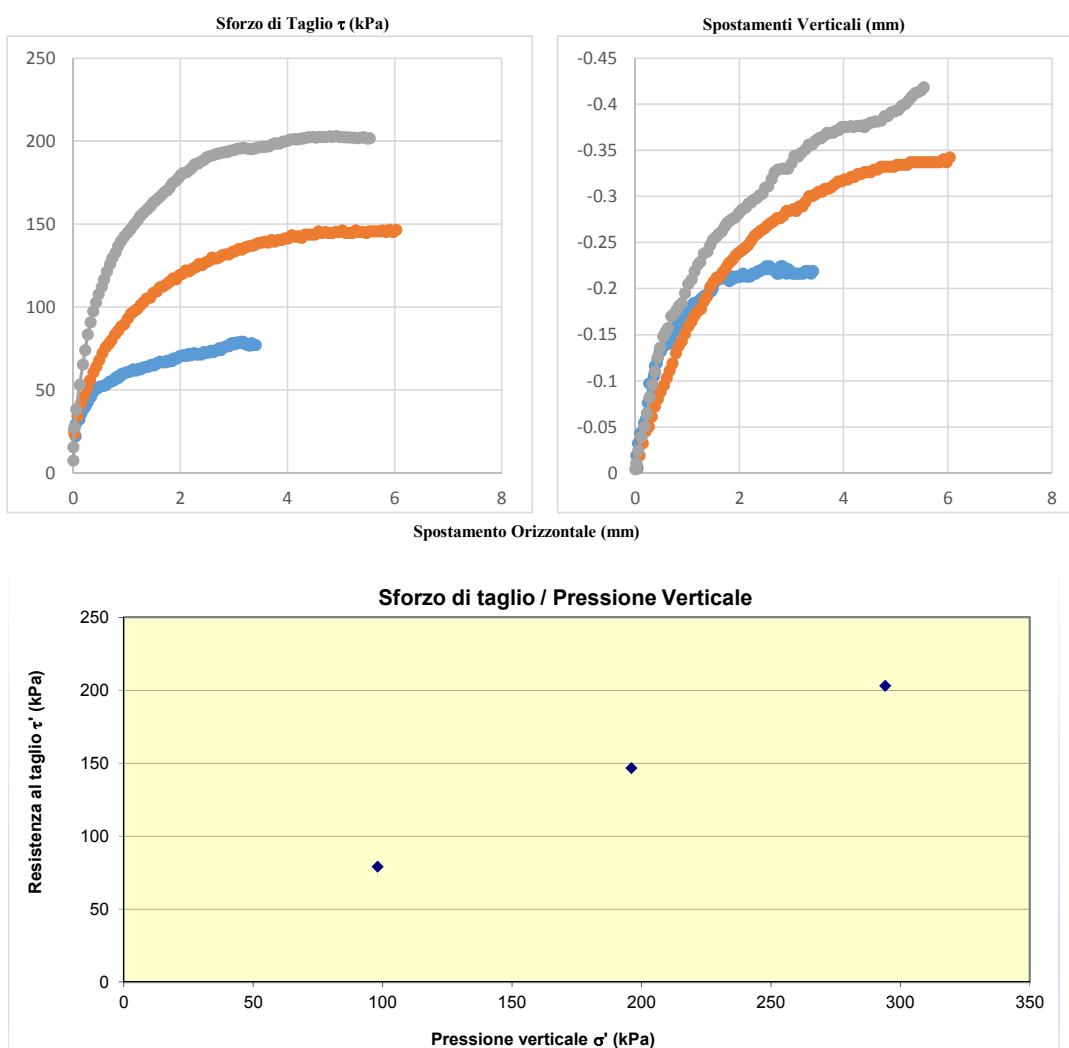 Sforzo di Taglio τ (kPa)
250
200
150
100
50
0
0 2 4 6 8
Spostamenti Verticali (mm)
-0.45
-0.4
-0.35
-0.3
-0.25
-0.2
-0.15
-0.1
-0.05
0
0 2 4 6 8
Spostamento Orizzontale (mm)
Sforzo di taglio / Pressione Verticale
Resistenza al taglio τ' (kPa)
250
200
150
100
50
0
0 50 100 150 200 250 300 350
Pressione verticale σ' (kPa)